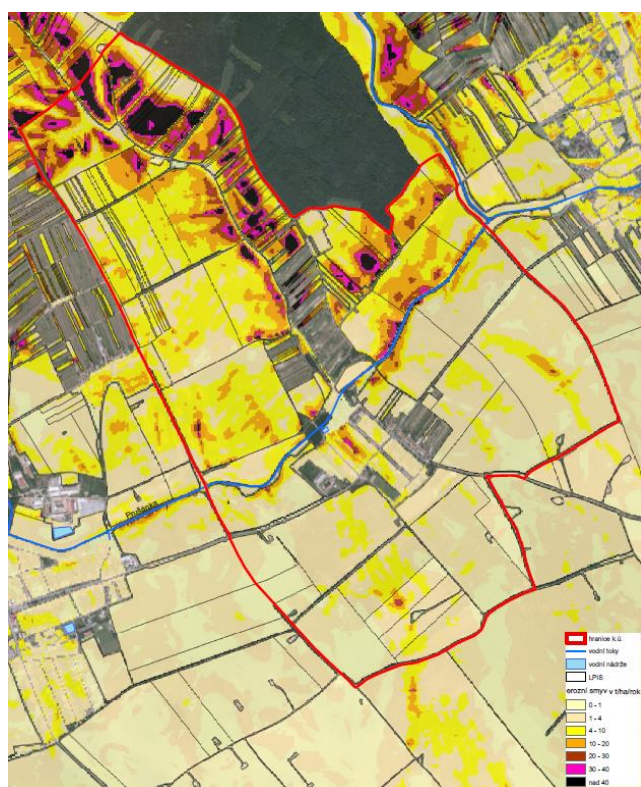 Prušánka
hranice k.ú.
vodní toky
vodní nádrže
LPIS
erozní smyv v t/ha/rok
0 - 1
1 - 4
4 - 10
10 - 20
20 - 30
30 - 40
nad 40